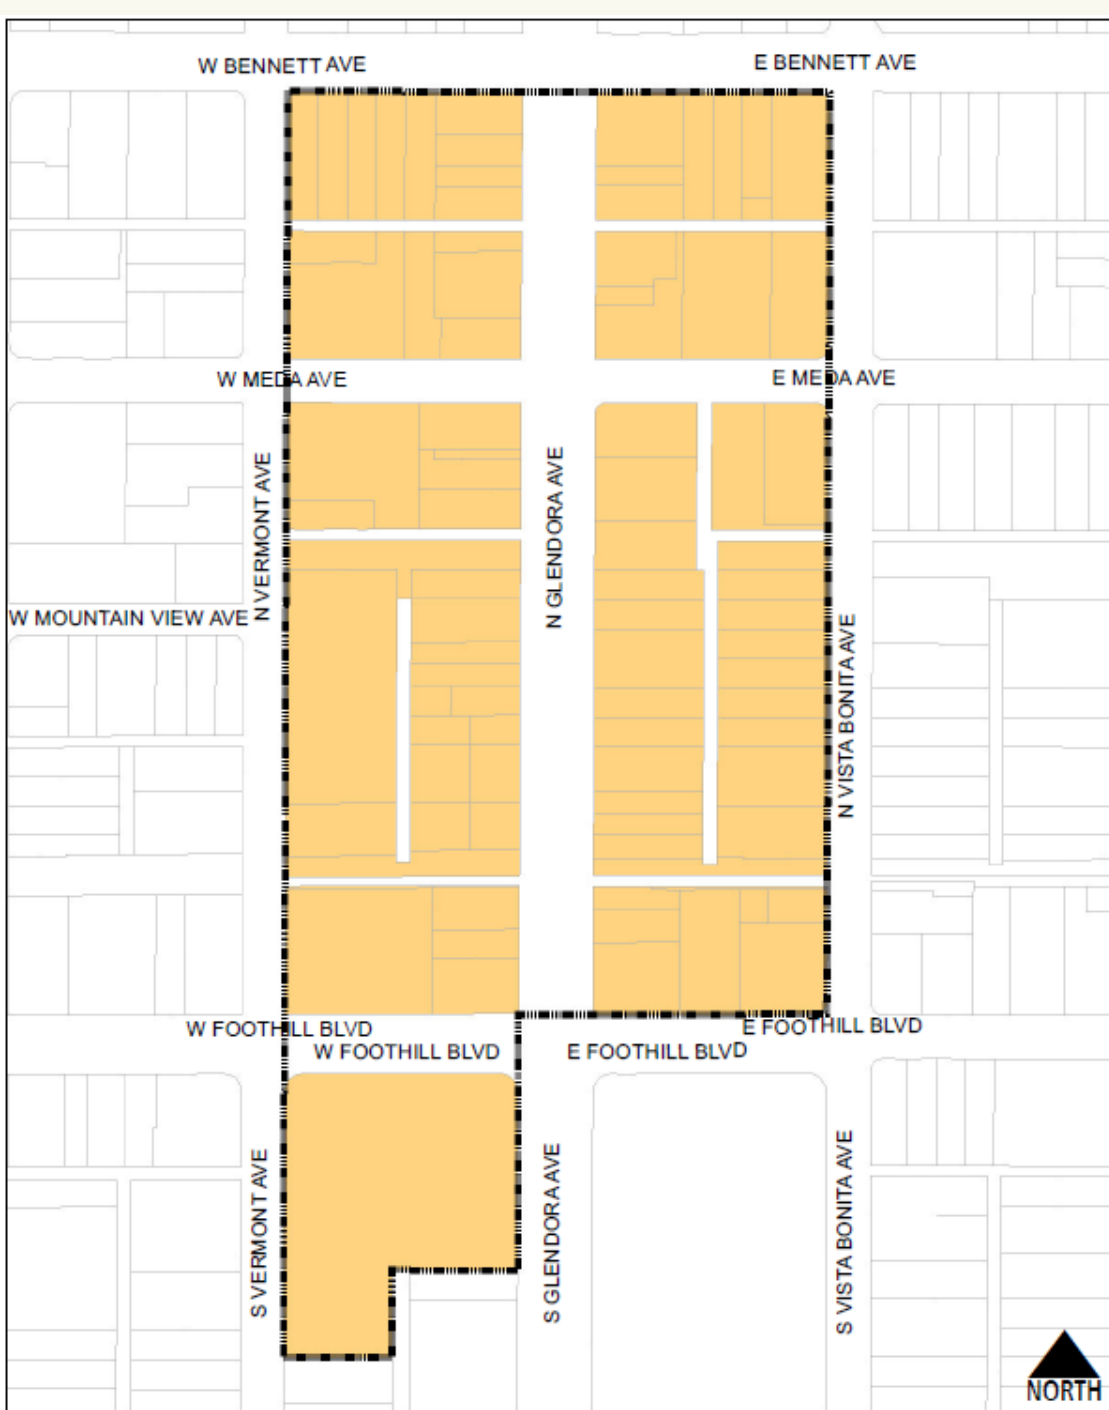 W BENNETT AVE
E BENNETT AVE
W MEDA AVE
E MEDA AVE
N VERMONT AVE
N GLENDORA AVE
W MOUNTAIN VIEW AVE
N VISTA BONITA AVE
W FOOTHILL BLVD
E FOOTHILL BLVD
W FOOTHILL BLVD
E FOOTHILL BLVD
S VERMONT AVE
S GLENDORA AVE
S VISTA BONITA AVE
NORTH